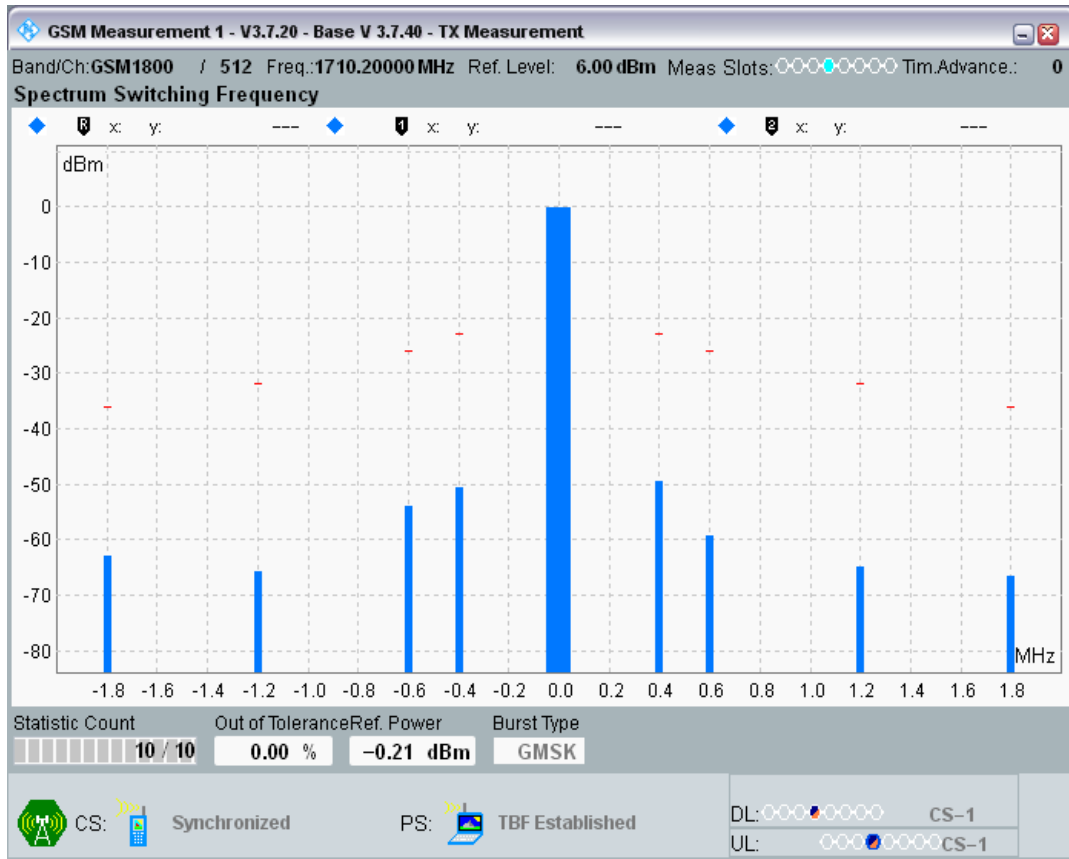 GSM Measurement 1 - V3.7.20 - Base V 3.7.40 - TX Measurement
Band/Ch:GSM1800 / 512 Freq.:1710.20000 MHz Ref. Level: 6.00 dBm Meas Slots: Tim.Advance.: 0
Spectrum Switching Frequency
R x: y: --- 1 x: y: --- 2 x: y: ---
dBm
0
-10
-20
-30
-40
-50
-60
-70
-80
MHz
-1.8 -1.6 -1.4 -1.2 -1.0 -0.8 -0.6 -0.4 -0.2 0.0 0.2 0.4 0.6 0.8 1.0 1.2 1.4 1.6 1.8
Statistic Count Out of Tolerance Ref. Power Burst Type
10 / 10 0.00 % −0.21 dBm GMSK
CS: Synchronized PS: TBF Established DL: CS−1
UL: CS−1